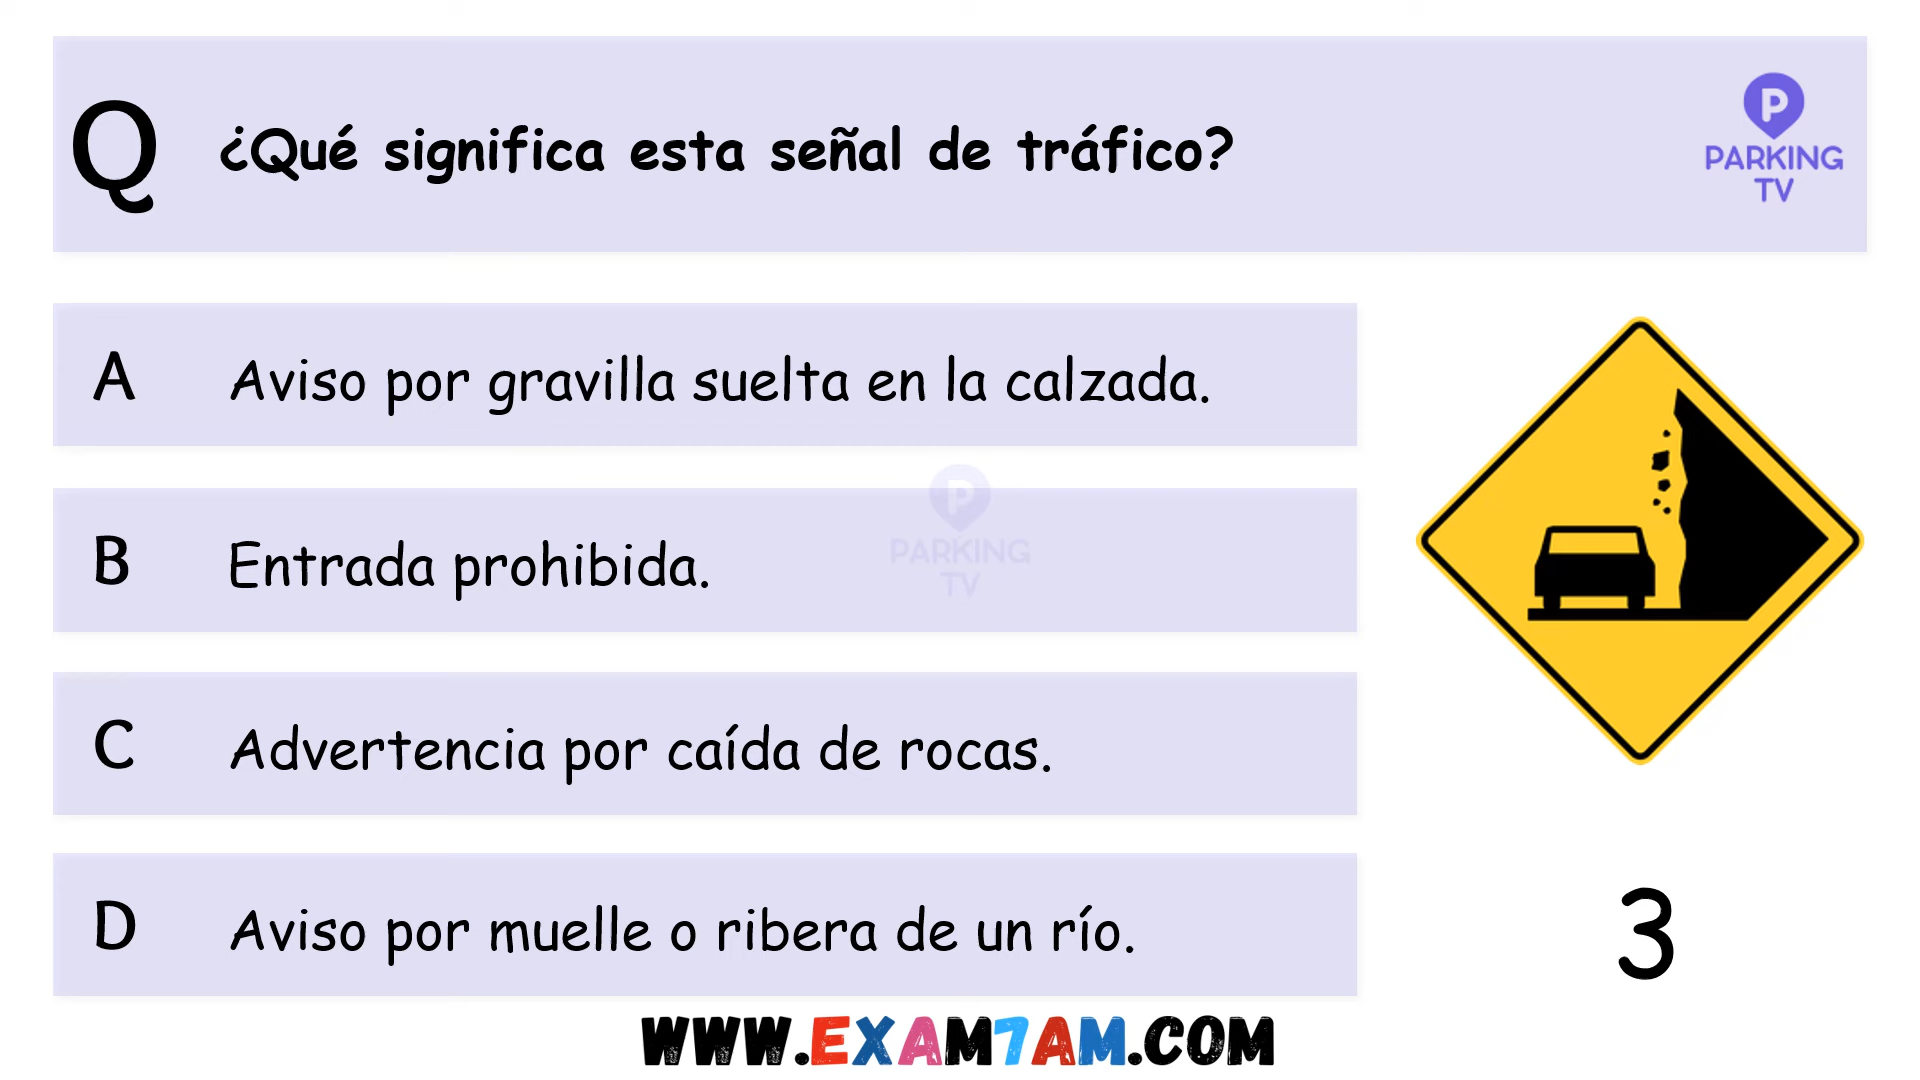 Q ¿Qué significa esta señal de tráfico?
P
PARKING
TV
A Aviso por gravilla suelta en la calzada.
B Entrada prohibida.
P
PARKING
TV
C Advertencia por caída de rocas.
D Aviso por muelle o ribera de un río.
3
WWW.EXAM7AM.COM